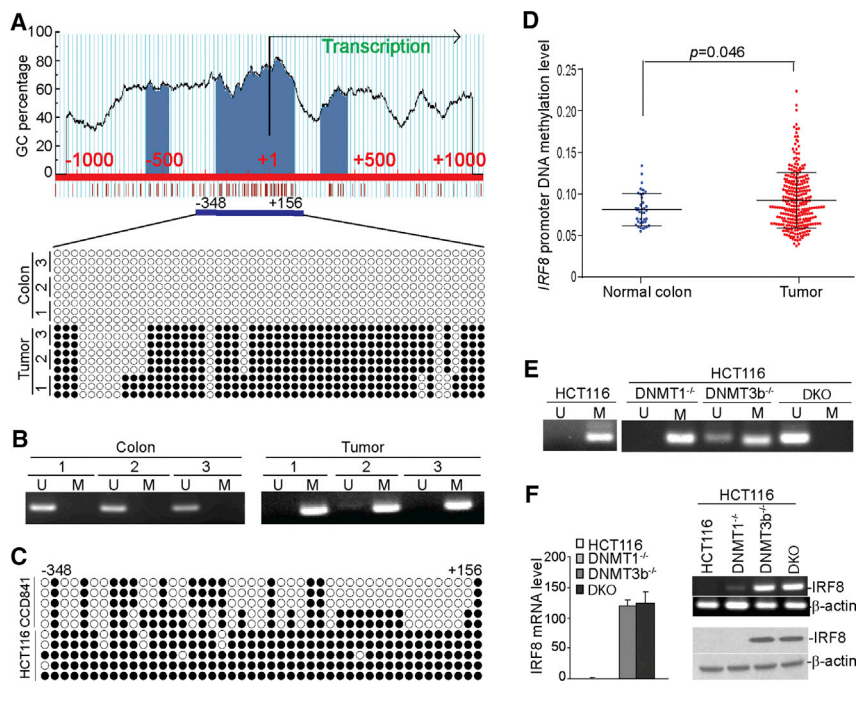 A
100
80
60
40
20
0
GC percentage
Transcription
-1000 -500 +1 +500 +1000
-348 +156
Colon
3
2
1
Tumor
3
2
1
B
Colon Tumor
1 2 3 1 2 3
U M U M U M U M U M U M
C
-348 +156
CCD841
HCT116
D
p=0.046
IRF8 promoter DNA methylation level
0.25
0.20
0.15
0.10
0.05
0
Normal colon Tumor
E
HCT116
HCT116 DNMT1-/- DNMT3b-/- DKO
U M U M U M U M
F
HCT116
DNMT1-/-
DNMT3b-/-
DKO
IRF8 mRNA level
200
150
100
50
0
HCT116
HCT116 DNMT1-/- DNMT3b-/- DKO
-IRF8
-β-actin
-IRF8
-β-actin